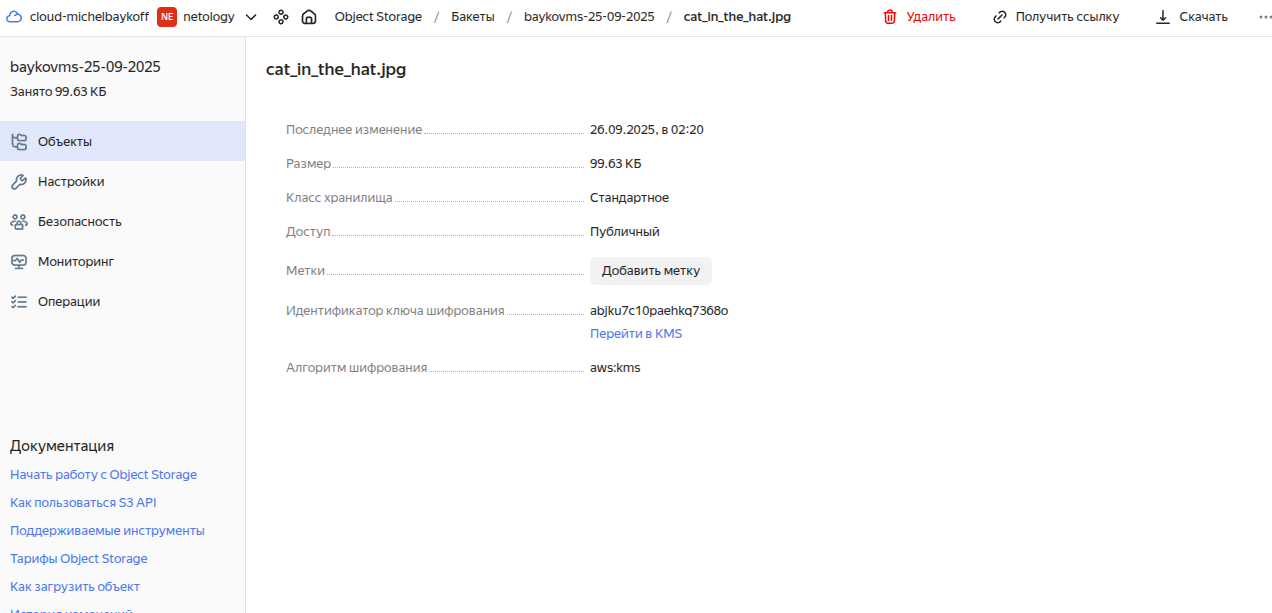 cloud-michelbaykoff NE netology Object Storage / Бакеты / baykovms-25-09-2025 / cat_in_the_hat.jpg Удалить Получить ссылку Скачать ...
baykovms-25-09-2025
Занято 99.63 КБ
Объекты
Настройки
Безопасность
Мониторинг
Операции
cat_in_the_hat.jpg
Последнее изменение 26.09.2025, в 02:20
Размер 99.63 КБ
Класс хранилища Стандартное
Доступ Публичный
Метки Добавить метку
Идентификатор ключа шифрования abjku7c10paehkq7368o
Перейти в KMS
Алгоритм шифрования aws:kms
Документация
Начать работу с Object Storage
Как пользоваться S3 API
Поддерживаемые инструменты
Тарифы Object Storage
Как загрузить объект